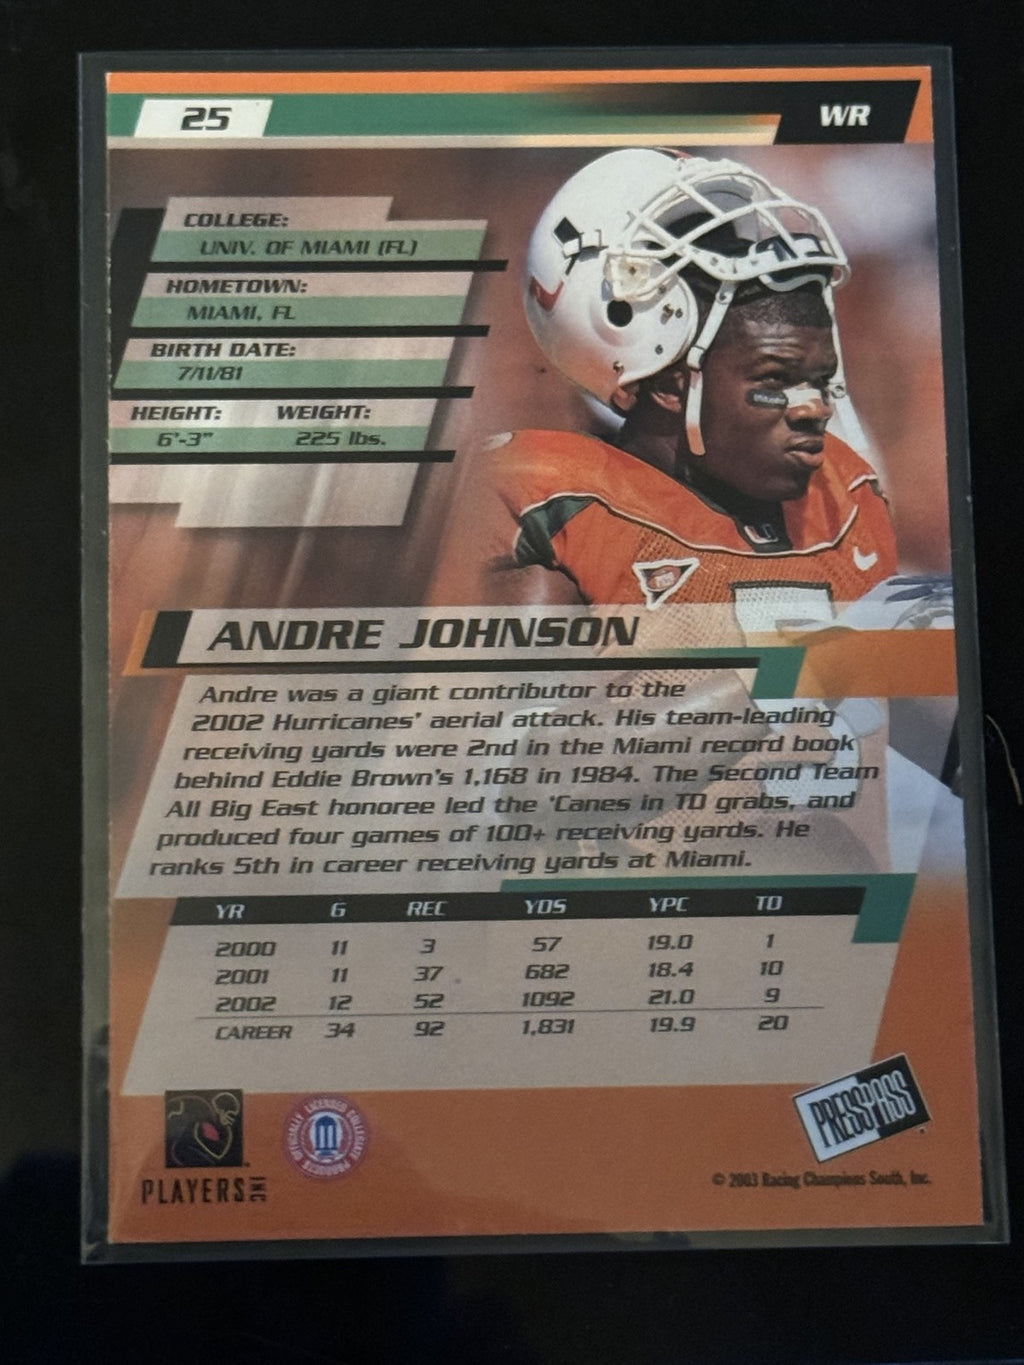 25
WR
COLLEGE:
UNIV. OF MIAMI (FL)
HOMETOWN:
MIAMI, FL
BIRTH DATE:
7/11/81
HEIGHT: WEIGHT:
6'-3" 225 lbs.
ANDRE JOHNSON
Andre was a giant contributor to the
2002 Hurricanes' aerial attack. His team-leading
receiving yards were 2nd in the Miami record book
behind Eddie Brown's 1,168 in 1984. The Second Team
All Big East honoree led the 'Canes in TD grabs, and
produced four games of 100+ receiving yards. He
ranks 5th in career receiving yards at Miami.
YR G REC YDS YPC TD
2000 11 3 57 19.0 1
2001 11 37 682 18.4 10
2002 12 52 1092 21.0 9
CAREER 34 92 1,831 19.9 20
PLAYERS INC
OFFICIALLY LICENSED COLLEGIATE PRODUCTS
PRESS PASS
© 2003 Racing Champions South, Inc.